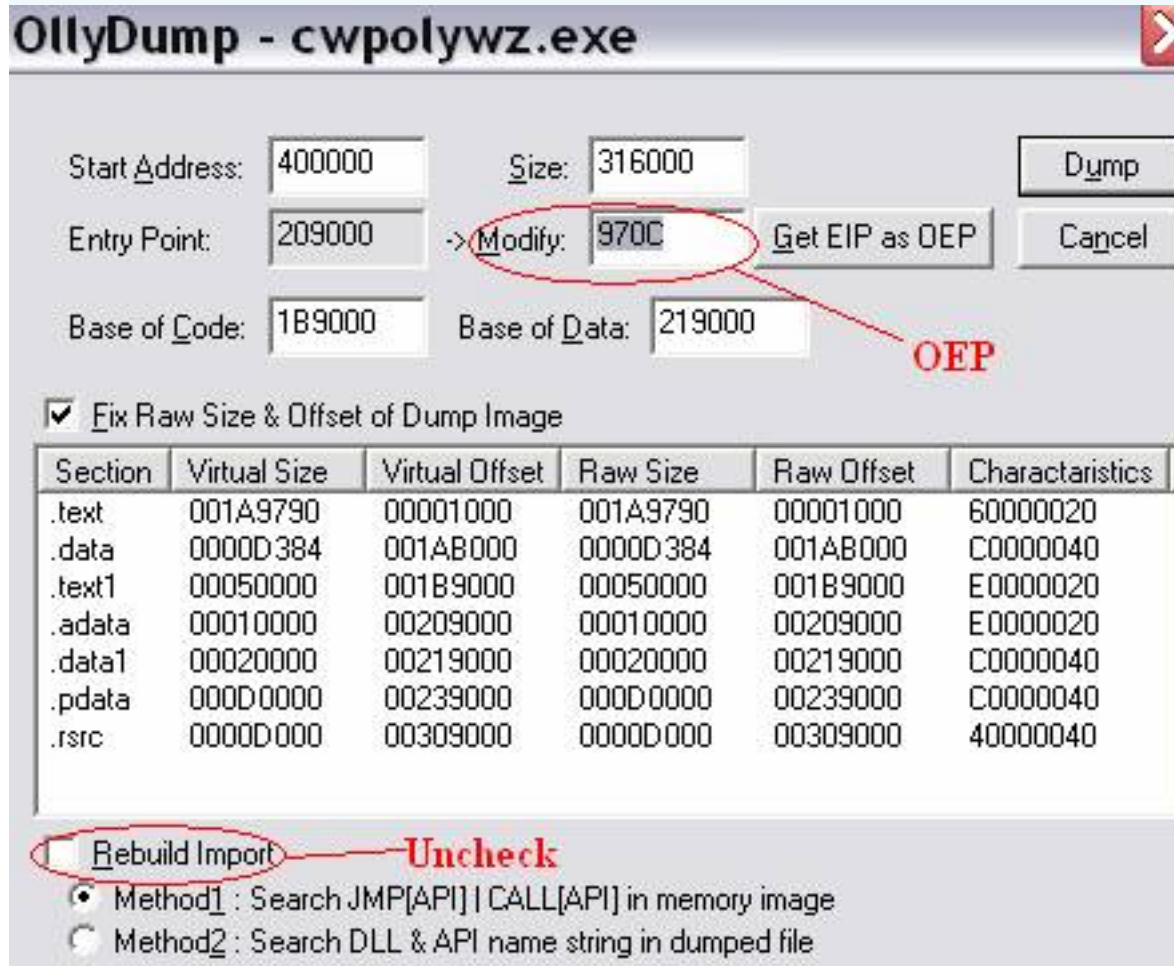 OllyDump - cwpolywz.exe
Start Address: 400000 Size: 316000 Dump
Entry Point: 209000 -> Modify: 970C Get EIP as OEP Cancel
Base of Code: 1B9000 Base of Data: 219000
OEP
Fix Raw Size & Offset of Dump Image
Section Virtual Size Virtual Offset Raw Size Raw Offset Charactaristics
.text 001A9790 00001000 001A9790 00001000 60000020
.data 0000D384 001AB000 0000D384 001AB000 C0000040
.text1 00050000 001B9000 00050000 001B9000 E0000020
.adata 00010000 00209000 00010000 00209000 E0000020
.data1 00020000 00219000 00020000 00219000 C0000040
.pdata 000D0000 00239000 000D0000 00239000 C0000040
.rsrc 0000D000 00309000 0000D000 00309000 40000040
Rebuild Import Uncheck
Method1 : Search JMP[API] | CALL[API] in memory image
Method2 : Search DLL & API name string in dumped file